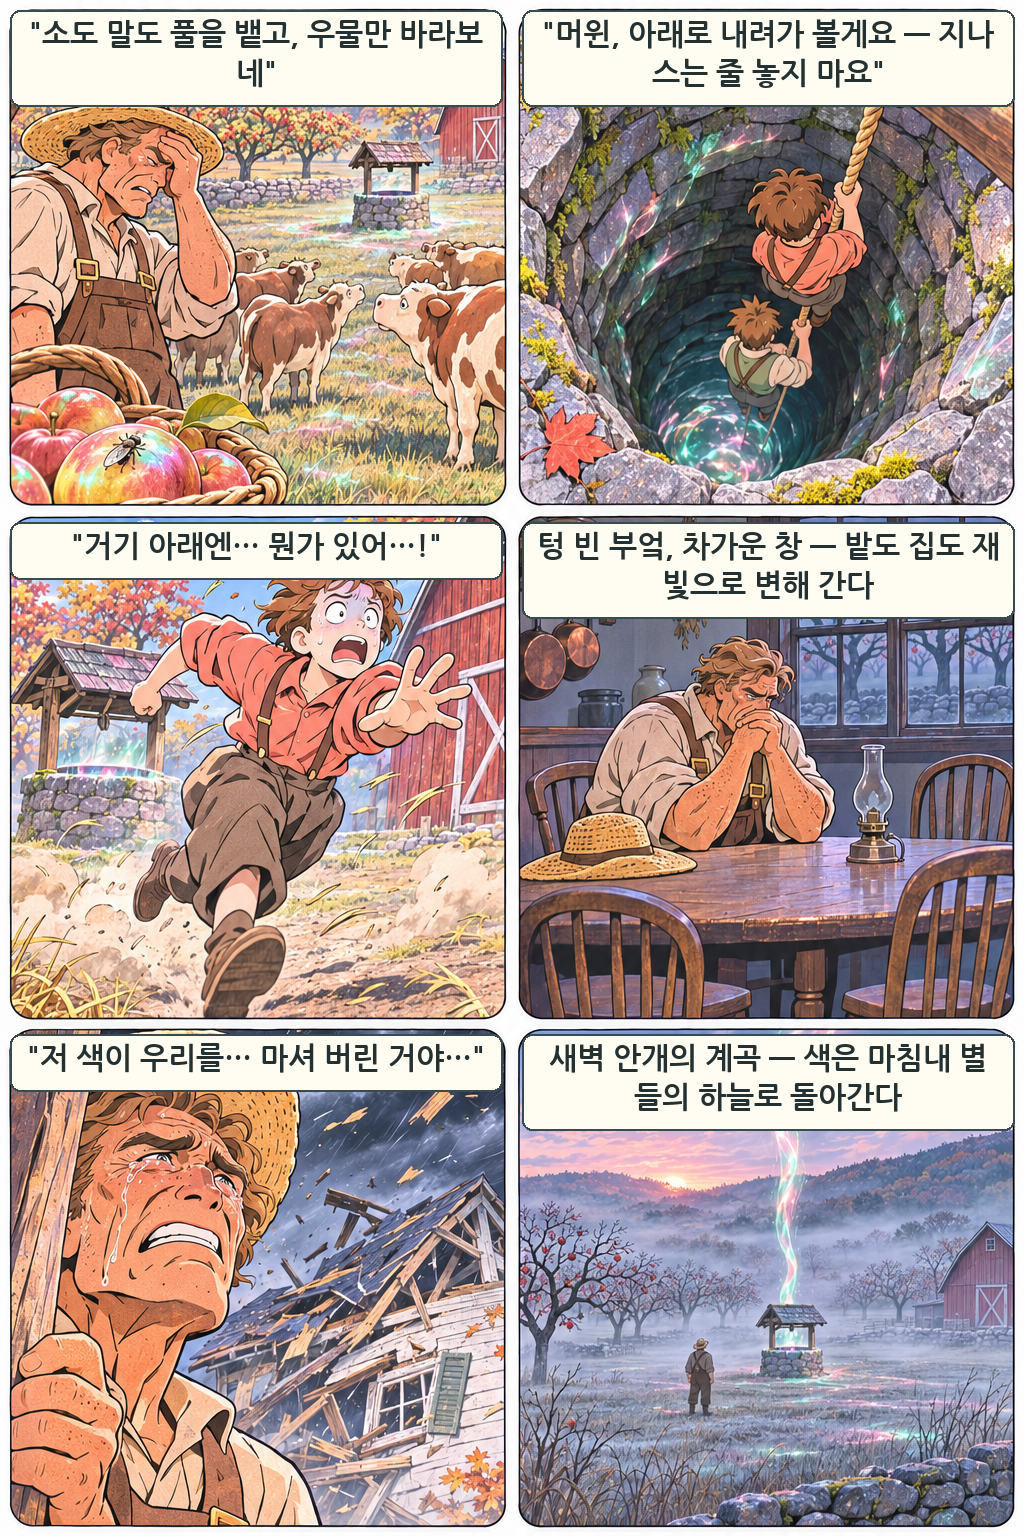 "소도 말도 풀을 뱉고, 우물만 바라보
네"
"머윈, 아래로 내려가 볼게요 — 지나
스는 줄 놓지 마요"
"거기 아래엔… 뭔가 있어…!"
텅 빈 부엌, 차가운 창 — 밭도 집도 재
빛으로 변해 간다
"저 색이 우리를… 마셔 버린 거야…"
새벽 안개의 계곡 — 색은 마침내 별
들의 하늘로 돌아간다